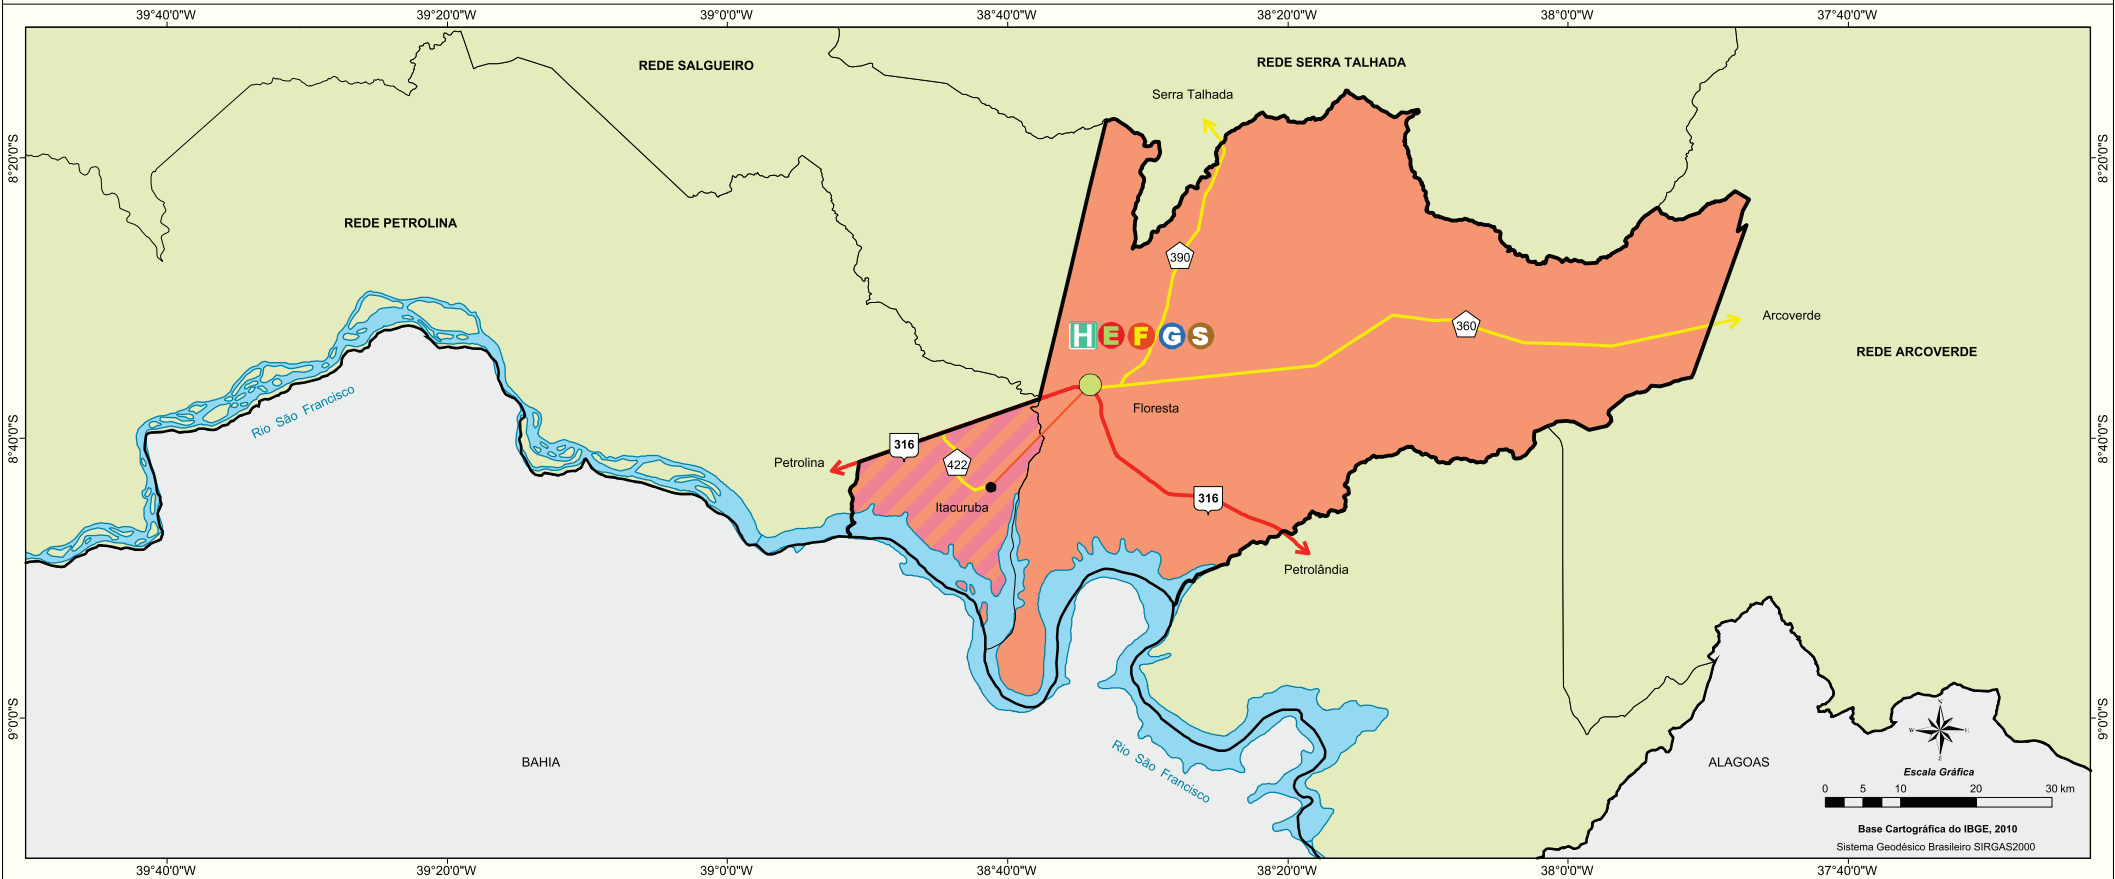 39°40'0"W 39°20'0"W 39°0'0"W 38°40'0"W 38°20'0"W 38°0'0"W 37°40'0"W
REDE SALGUEIRO
REDE SERRA TALHADA
Serra Talhada
8°20'0"S
8°20'0"S
REDE PETROLINA
390
Arcoverde
360
H E F G S
REDE ARCOVERDE
Rio São Francisco
Floresta
8°40'0"S
316
8°40'0"S
Petrolina
422
316
Itacuruba
Petrolândia
9°0'0"S
9°0'0"S
N
W E
S
BAHIA
Rio São Francisco
ALAGOAS
Escala Gráfica
0 5 10 20 30 km
Base Cartográfica do IBGE, 2010
Sistema Geodésico Brasileiro SIRGAS2000
39°40'0"W 39°20'0"W 39°0'0"W 38°40'0"W 38°20'0"W 38°0'0"W 37°40'0"W